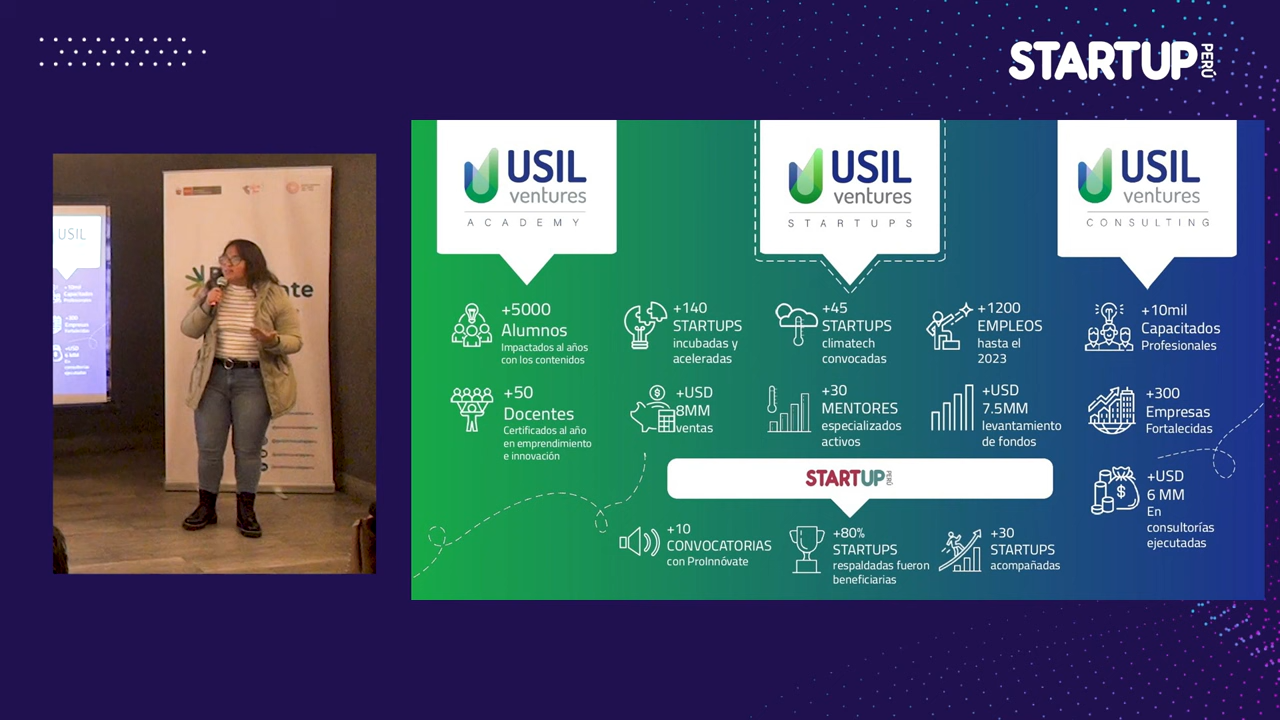 STARTUP PERÚ
USIL
ventures
ACADEMY
+5000
Alumnos
Impactados al años
con los contenidos
+50
Docentes
Certificados al año
en emprendimiento
e innovación
USIL
ventures
STARTUPS
+140
STARTUPS
incubadas y
aceleradas
+45
STARTUPS
climatech
convocadas
+1200
EMPLEOS
hasta el
2023
+USD
8MM
ventas
+30
MENTORES
especializados
activos
+USD
7.5MM
levantamiento
de fondos
STARTUP PERÚ
+10
CONVOCATORIAS
con ProInnóvate
+80%
STARTUPS
respaldadas fueron
beneficiarias
+30
STARTUPS
acompañadas
USIL
ventures
CONSULTING
+10mil
Capacitados
Profesionales
+300
Empresas
Fortalecidas
+USD
6 MM
En
consultorías
ejecutadas
USIL